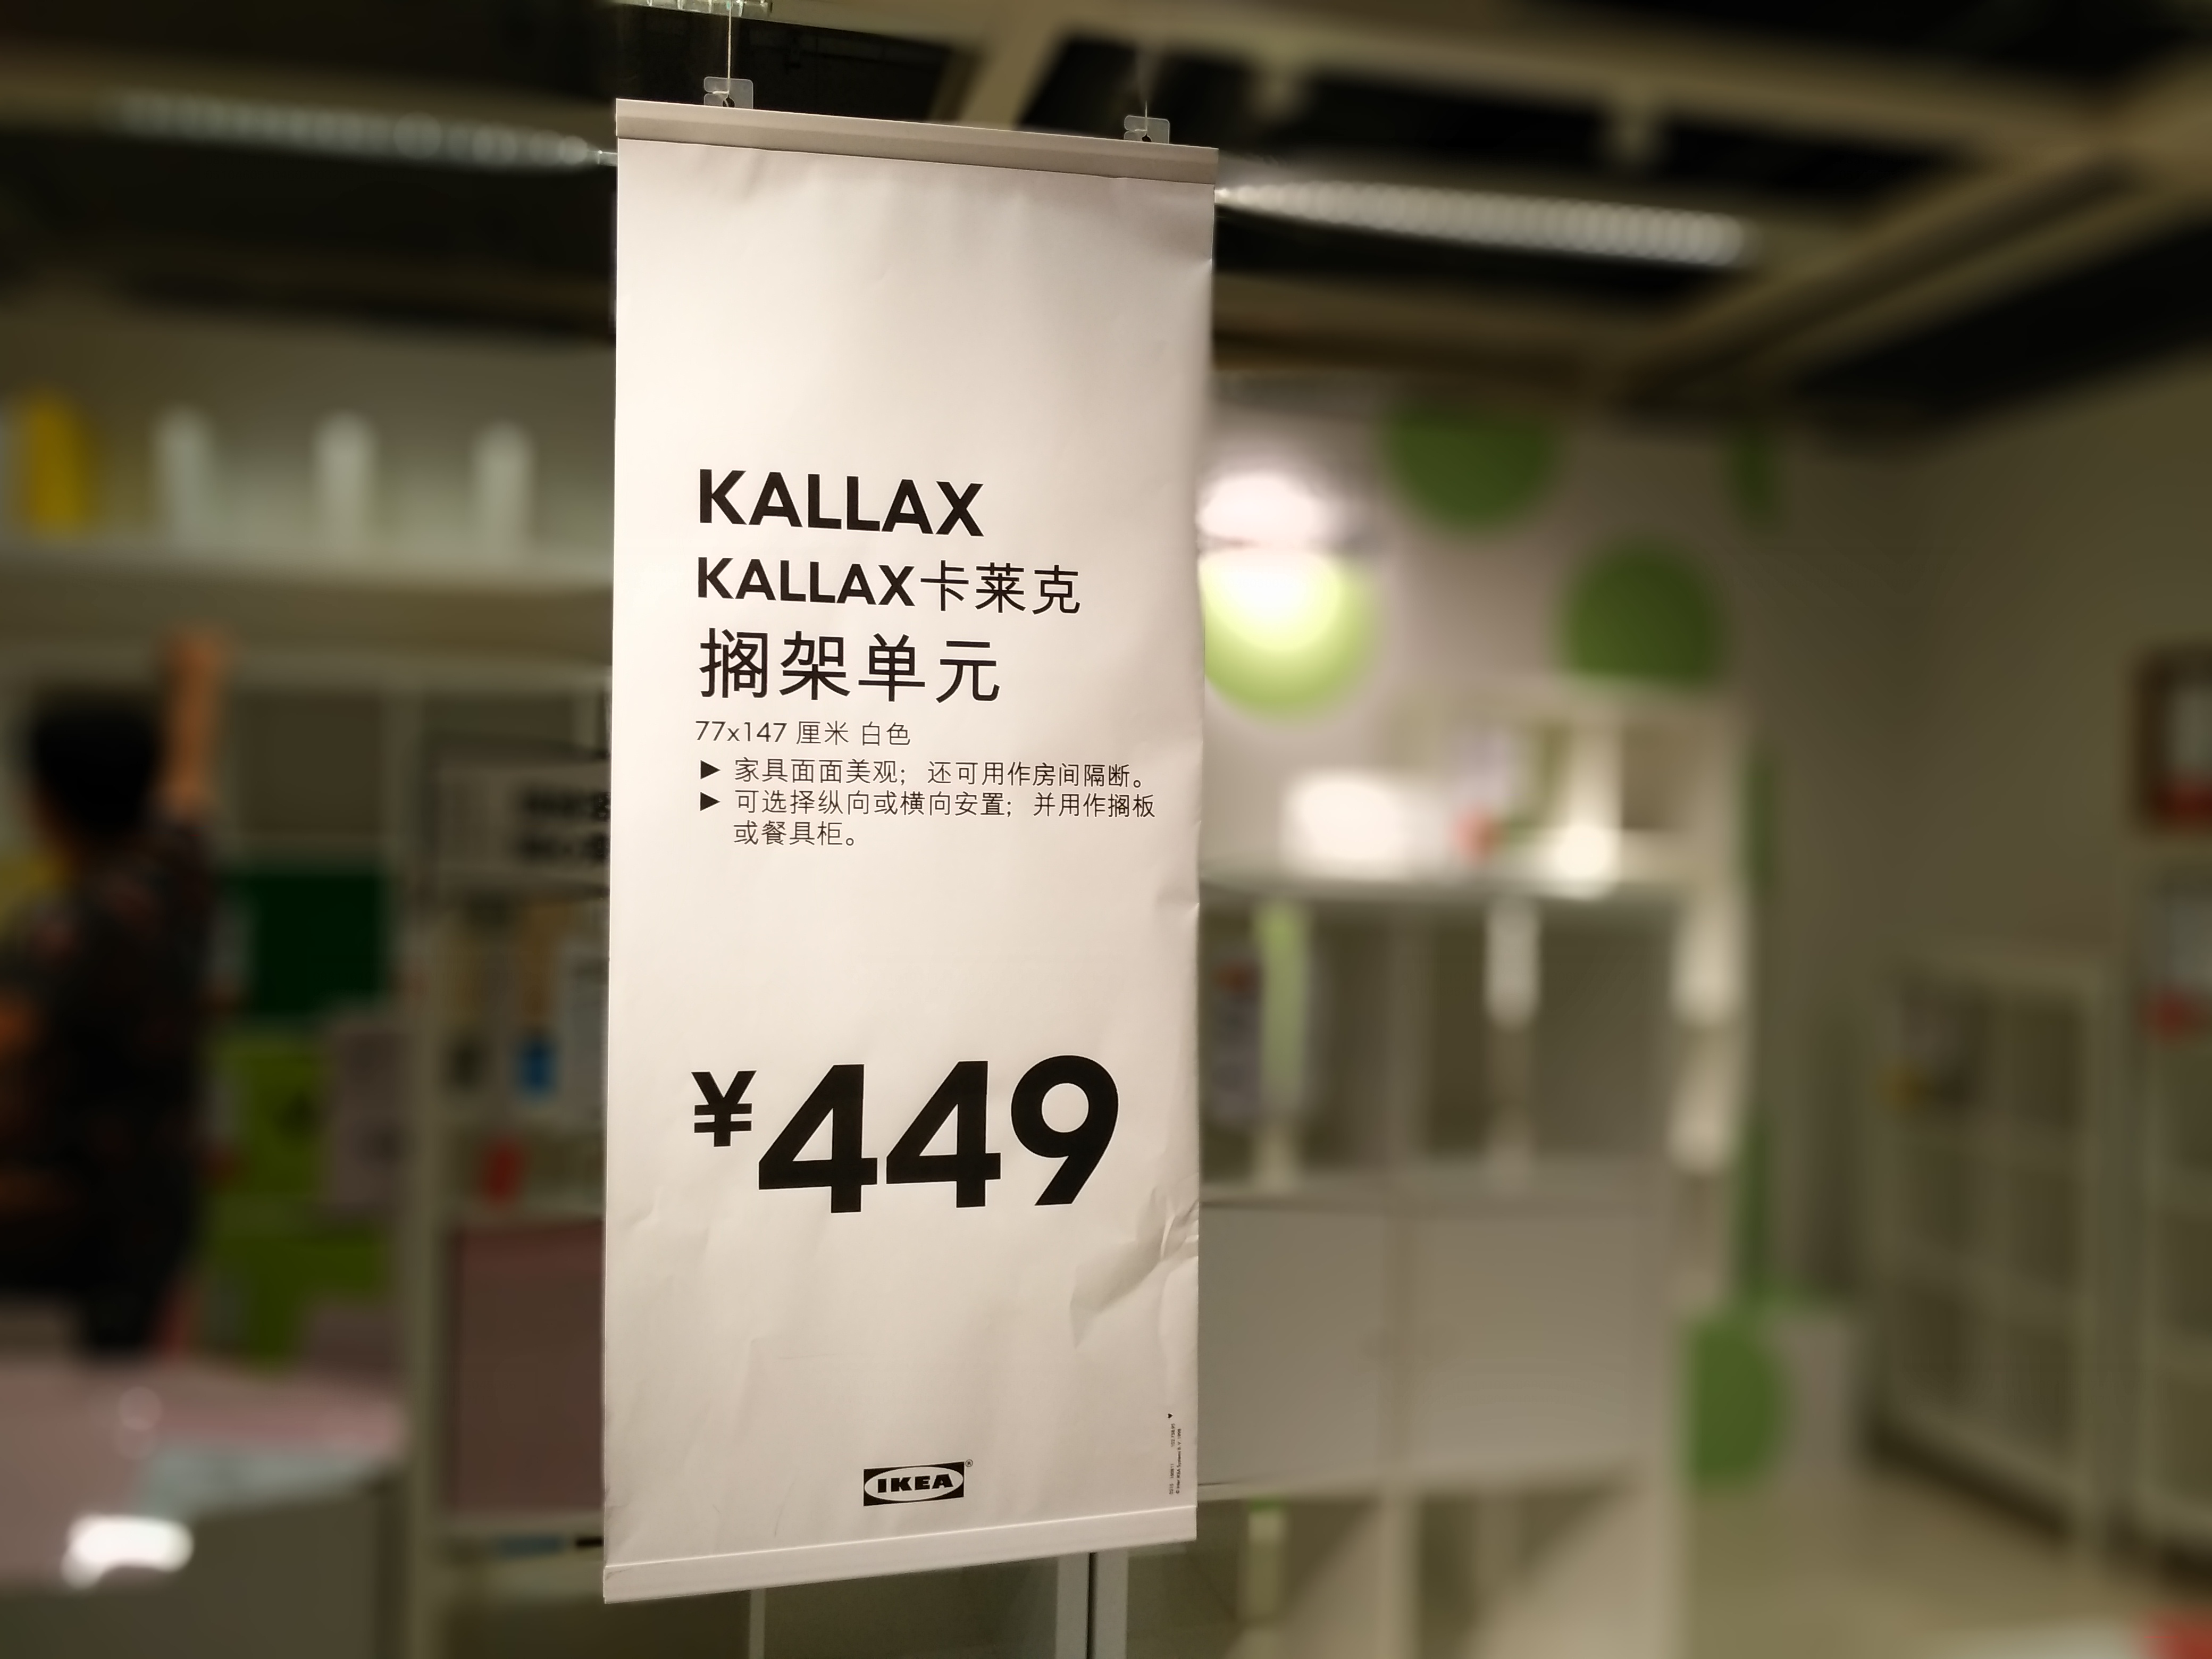 KALLAX
KALLAX卡莱克
搁架单元
77x147 厘米 白色
▶ 家具面面美观；还可用作房间隔断。
▶ 可选择纵向或横向安置；并用作搁板
或餐具柜。
¥449
IKEA®